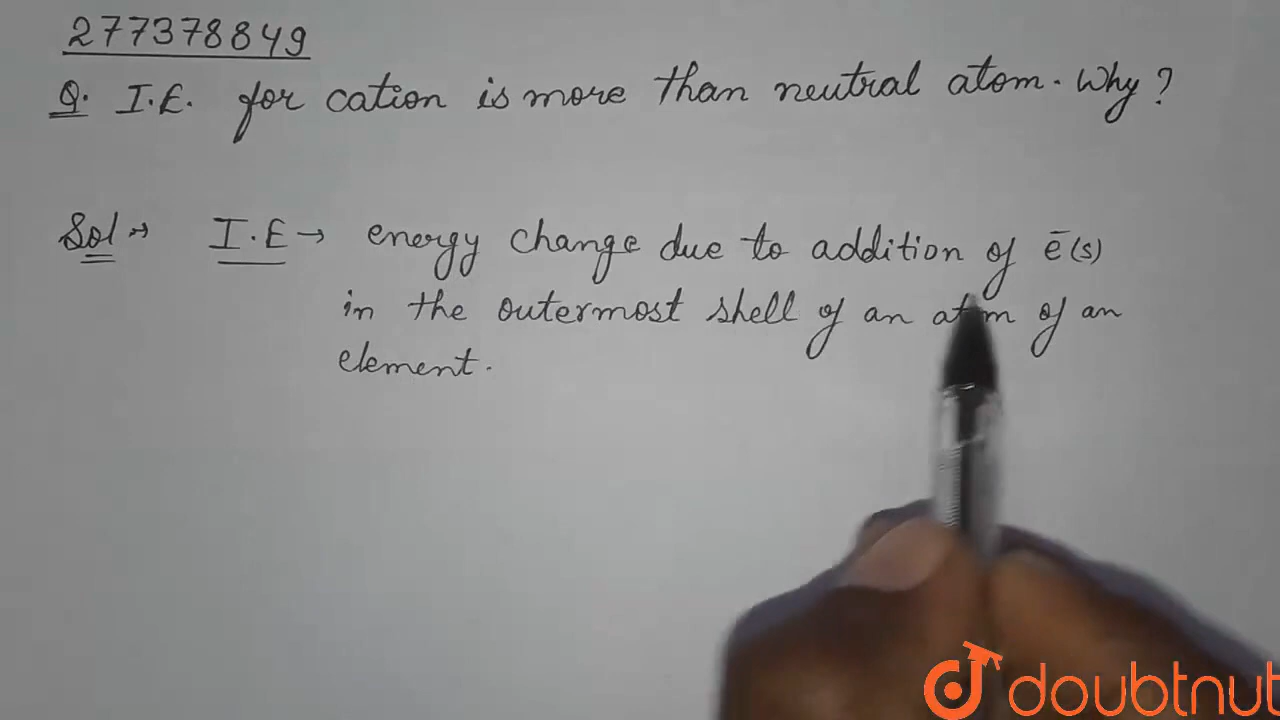 277378849
Q. I.E. for cation is more than neutral atom. Why?
Sol→ I.E → energy change due to addition of e̅(s)
in the outermost shell of an atom of an
element.
doubtnut